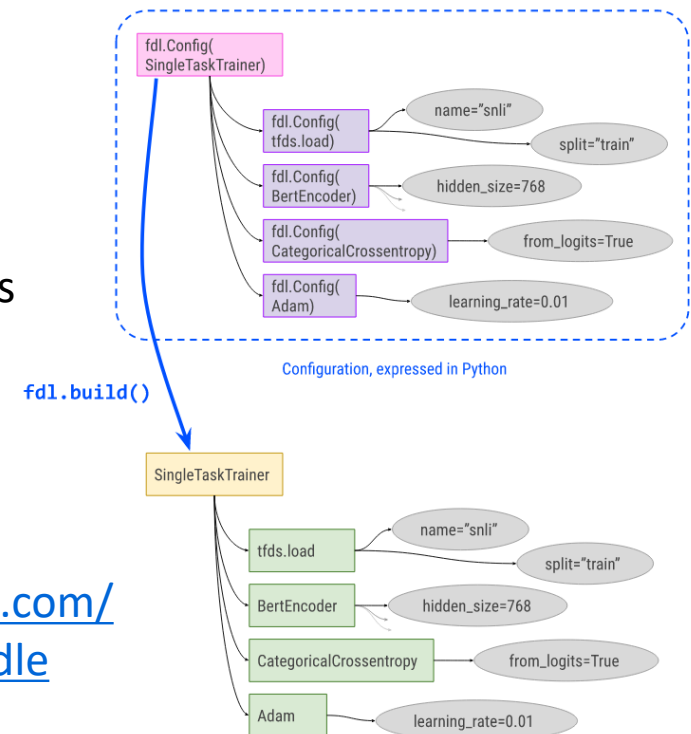 fdl.Config(
SingleTaskTrainer)
fdl.Config(
tfds.load)
name="snli"
split="train"
fdl.Config(
BertEncoder)
hidden_size=768
fdl.Config(
CategoricalCrossentropy)
from_logits=True
fdl.Config(
Adam)
learning_rate=0.01
s
Configuration, expressed in Python
fdl.build()
SingleTaskTrainer
tfds.load
name="snli"
split="train"
BertEncoder
hidden_size=768
.com/
dle
CategoricalCrossentropy
from_logits=True
Adam
learning_rate=0.01